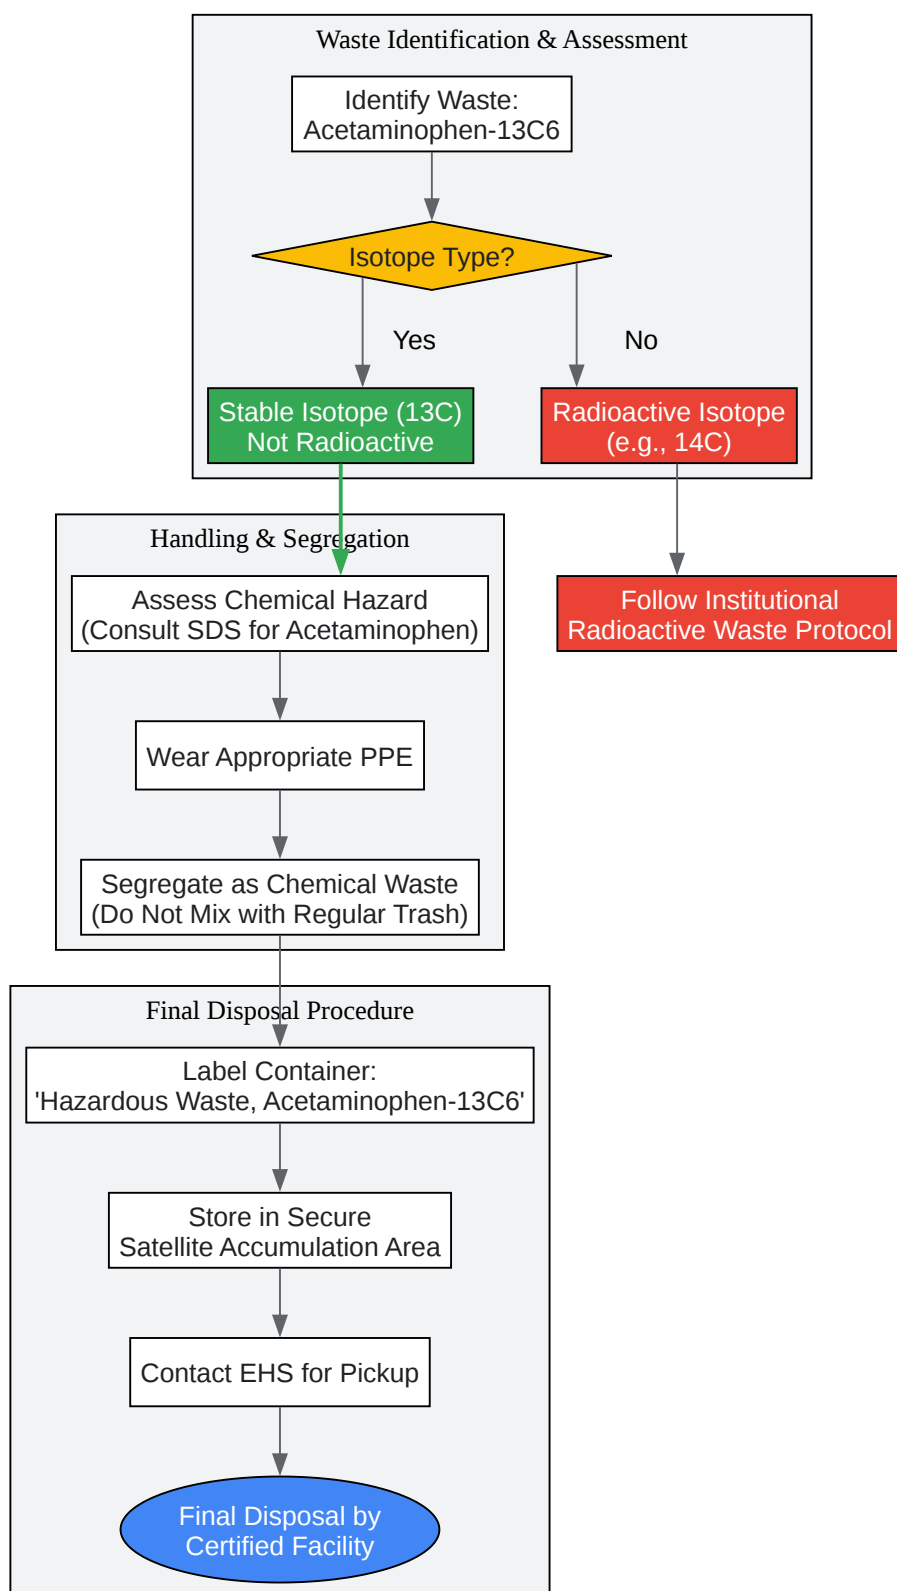 Waste Identification & Assessment
Identify Waste:
Acetaminophen-13C6
Isotope Type?
Yes
No
Stable Isotope (13C)
Not Radioactive
Radioactive Isotope
(e.g., 14C)
Handling & Segregation
Assess Chemical Hazard
(Consult SDS for Acetaminophen)
Follow Institutional
Radioactive Waste Protocol
Wear Appropriate PPE
Segregate as Chemical Waste
(Do Not Mix with Regular Trash)
Final Disposal Procedure
Label Container:
'Hazardous Waste, Acetaminophen-13C6'
Store in Secure
Satellite Accumulation Area
Contact EHS for Pickup
Final Disposal by
Certified Facility